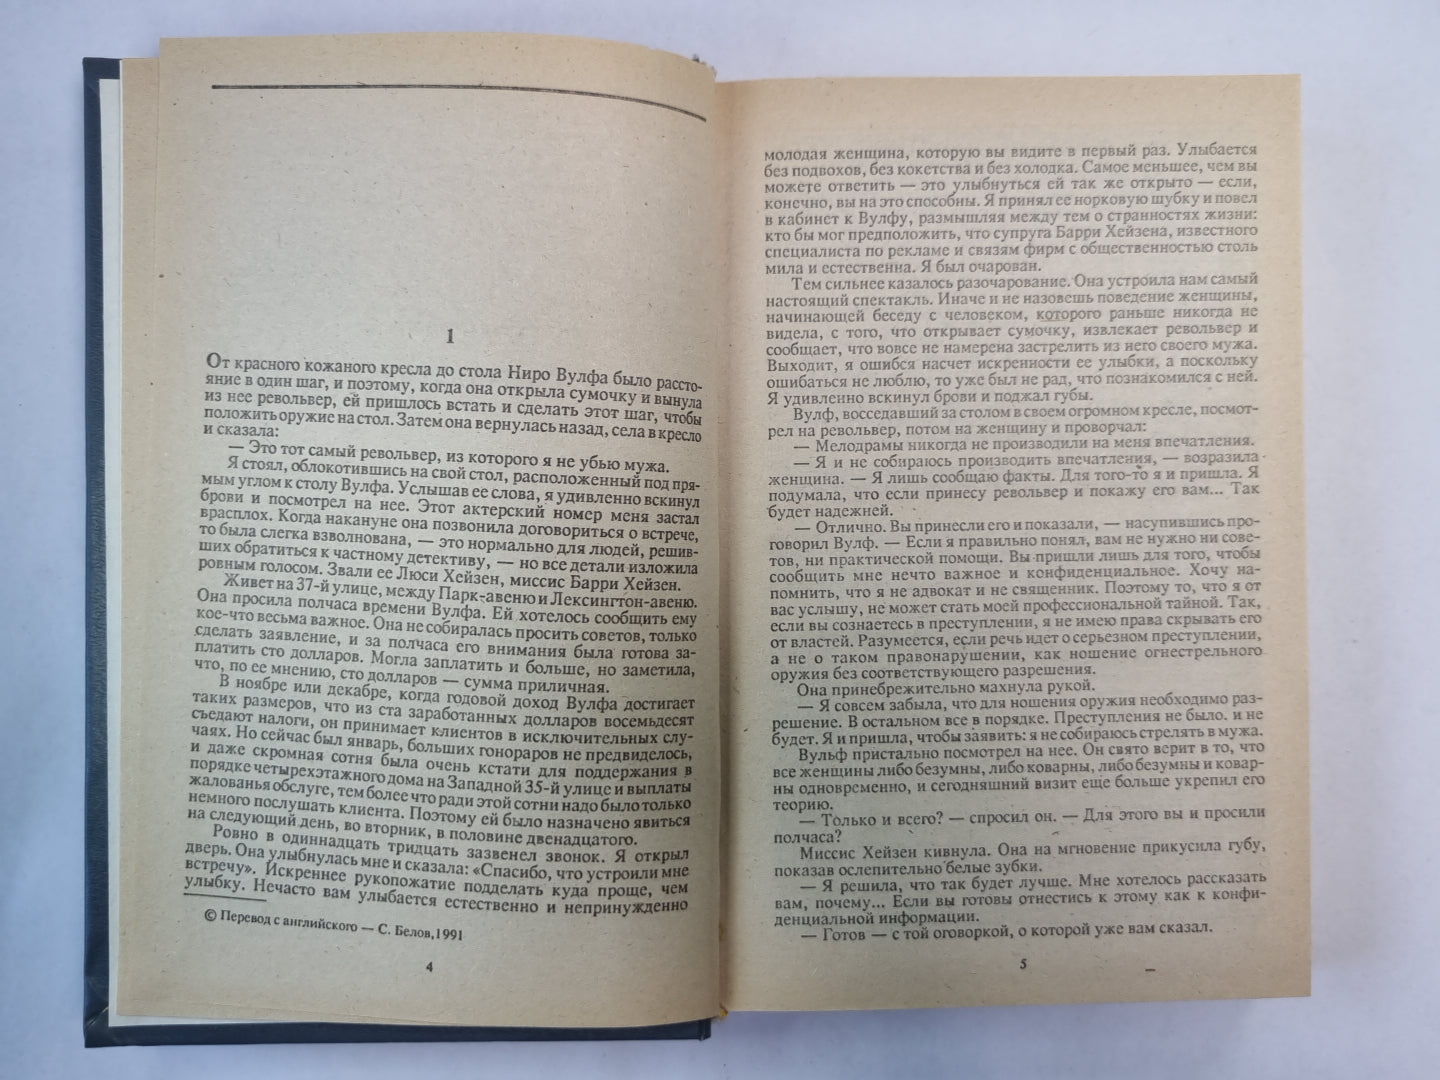 1
От красного кожаного кресла до стола Ниро Вулфа было рассто-
яние в один шаг, и поэтому, когда она открыла сумочку и вынула
из нее револьвер, ей пришлось встать и сделать этот шаг, чтобы
положить оружие на стол. Затем она вернулась назад, села в кресло
и сказала:
— Это тот самый револьвер, из которого я не убью мужа.
Я стоял, облокотившись на свой стол, расположенный под пря-
мым углом к столу Вулфа. Услышав ее слова, я удивленно вскинул
брови и посмотрел на нее. Этот актерский номер меня застал
врасплох. Когда накануне она позвонила договориться о встрече,
то была слегка взволнована, — это нормально для людей, решив-
ших обратиться к частному детективу, — но все детали изложила
ровным голосом. Звали ее Люси Хейзен, миссис Барри Хейзен.
Живет на 37-й улице, между Парк-авеню и Лексингтон-авеню.
Она просила полчаса времени Вулфа. Ей хотелось сообщить ему
кое-что весьма важное. Она не собиралась просить советов, только
сделать заявление, и за полчаса его внимания была готова за-
платить сто долларов. Могла заплатить и больше, но заметила,
что, по ее мнению, сто долларов — сумма приличная.
В ноябре или декабре, когда годовой доход Вулфа достигает
таких размеров, что из ста заработанных долларов восемьдесят
съедают налоги, он принимает клиентов в исключительных слу-
чаях. Но сейчас был январь, больших гонораров не предвиделось,
и даже скромная сотня была очень кстати для поддержания в
порядке четырехэтажного дома на Западной 35-й улице и выплаты
жалованья обслуге, тем более что ради этой сотни надо было только
немного послушать клиента. Поэтому ей было назначено явиться
на следующий день, во вторник, в половине двенадцатого.
Ровно в одиннадцать тридцать зазвенел звонок. Я открыл
дверь. Она улыбнулась мне и сказала: «Спасибо, что устроили мне
встречу». Искреннее рукопожатие подделать куда проще, чем
улыбку. Нечасто вам улыбается естественно и непринужденно
© Перевод с английского — С. Белов, 1991
4
молодая женщина, которую вы видите в первый раз. Улыбается
без подвохов, без кокетства и без холодка. Самое меньшее, чем вы
можете ответить — это улыбнуться ей так же открыто — если,
конечно, вы на это способны. Я принял ее норковую шубку и повел
в кабинет к Вулфу, размышляя между тем о странностях жизни:
кто бы мог предположить, что супруга Барри Хейзена, известного
специалиста по рекламе и связям фирм с общественностью столь
мила и естественна. Я был очарован.
Тем сильнее казалось разочарование. Она устроила нам самый
настоящий спектакль. Иначе и не назовешь поведение женщины,
начинающей беседу с человеком, которого раньше никогда не
видела, с того, что открывает сумочку, извлекает револьвер и
сообщает, что вовсе не намерена застрелить из него своего мужа.
Выходит, я ошибся насчет искренности ее улыбки, а поскольку
ошибаться не люблю, то уже был не рад, что познакомился с ней.
Я удивленно вскинул брови и поджал губы.
Вулф, восседавший за столом в своем огромном кресле, посмот-
рел на револьвер, потом на женщину и проворчал:
— Мелодрамы никогда не производили на меня впечатления.
— Я и не собираюсь производить впечатления, — возразила
женщина. — Я лишь сообщаю факты. Для того-то я и пришла. Я
подумала, что если принесу револьвер и покажу его вам... Так
будет надежней.
— Отлично. Вы принесли его и показали, — насупившись про-
говорил Вулф. — Если я правильно понял, вам не нужно ни сове-
тов, ни практической помощи. Вы пришли лишь для того, чтобы
сообщить мне нечто важное и конфиденциальное. Хочу на-
помнить, что я не адвокат и не священник. Поэтому то, что я от
вас услышу, не может стать моей профессиональной тайной. Так,
если вы сознаетесь в преступлении, я не имею права скрывать его
от властей. Разумеется, если речь идет о серьезном преступлении,
а не о таком правонарушении, как ношение огнестрельного
оружия без соответствующего разрешения.
Она пренебрежительно махнула рукой.
— Я совсем забыла, что для ношения оружия необходимо раз-
решение. В остальном все в порядке. Преступления не было. и не
будет. Я и пришла, чтобы заявить: я не собираюсь стрелять в мужа.
Вульф пристально посмотрел на нее. Он свято верит в то, что
все женщины либо безумны, либо коварны, либо безумны и ковар-
ны одновременно, и сегодняшний визит еще больше укрепил его
теорию.
— Только и всего? — спросил он. — Для этого вы и просили
полчаса?
Миссис Хейзен кивнула. Она на мгновение прикусила губу,
показав ослепительно белые зубки.
— Я решила, что так будет лучше. Мне хотелось рассказать
вам, почему... Если вы готовы отнестись к этому как к конфи-
денциальной информации.
— Готов — с той оговоркой, о которой уже вам сказал.
5